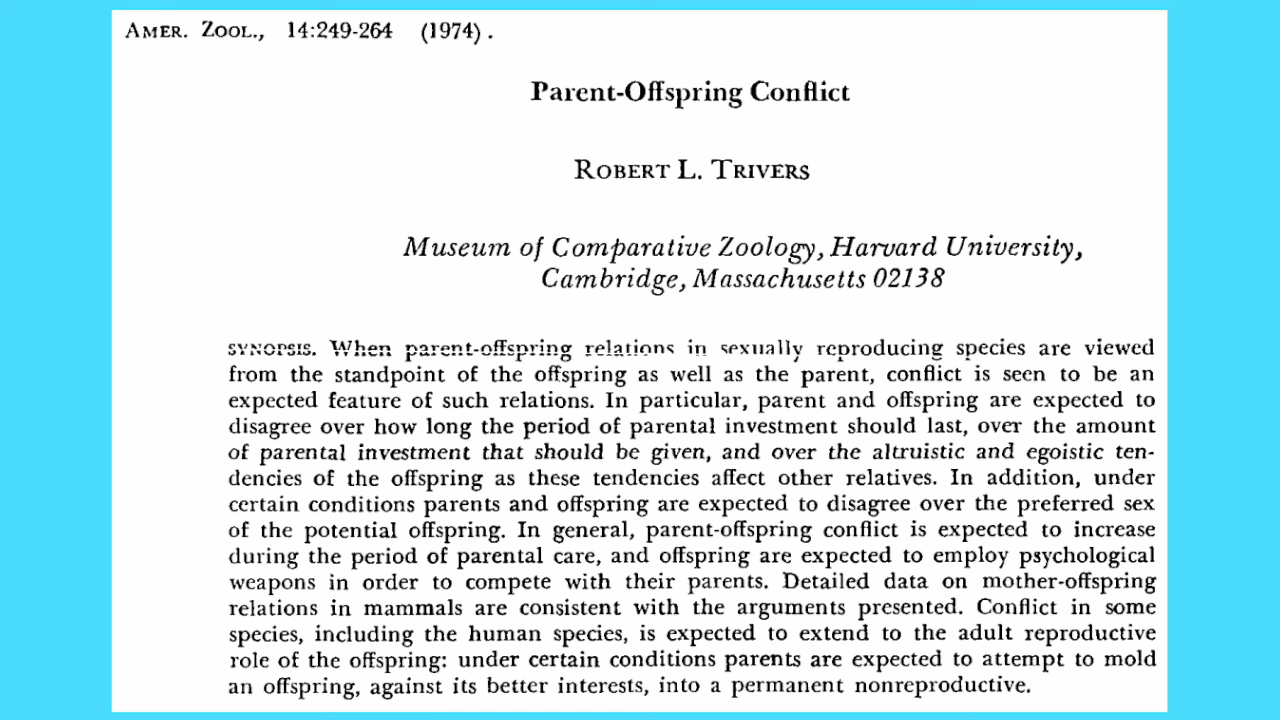 AMER. ZOOL., 14:249-264 (1974).
Parent-Offspring Conflict
ROBERT L. TRIVERS
Museum of Comparative Zoology, Harvard University,
Cambridge, Massachusetts 02138
SYNOPSIS. When parent-offspring relations in sexually reproducing species are viewed
from the standpoint of the offspring as well as the parent, conflict is seen to be an
expected feature of such relations. In particular, parent and offspring are expected to
disagree over how long the period of parental investment should last, over the amount
of parental investment that should be given, and over the altruistic and egoistic ten-
dencies of the offspring as these tendencies affect other relatives. In addition, under
certain conditions parents and offspring are expected to disagree over the preferred sex
of the potential offspring. In general, parent-offspring conflict is expected to increase
during the period of parental care, and offspring are expected to employ psychological
weapons in order to compete with their parents. Detailed data on mother-offspring
relations in mammals are consistent with the arguments presented. Conflict in some
species, including the human species, is expected to extend to the adult reproductive
role of the offspring: under certain conditions parents are expected to attempt to mold
an offspring, against its better interests, into a permanent nonreproductive.